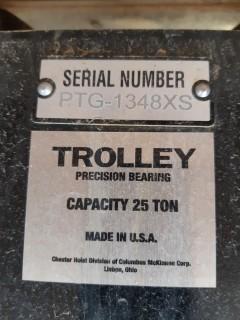 SERIAL NUMBER
PTG-1348XS
TROLLEY
PRECISION BEARING
CAPACITY 25 TON
MADE IN U.S.A.
Chester Hoist Division of Columbus McKinnon Corp.
Lisbon, Ohio